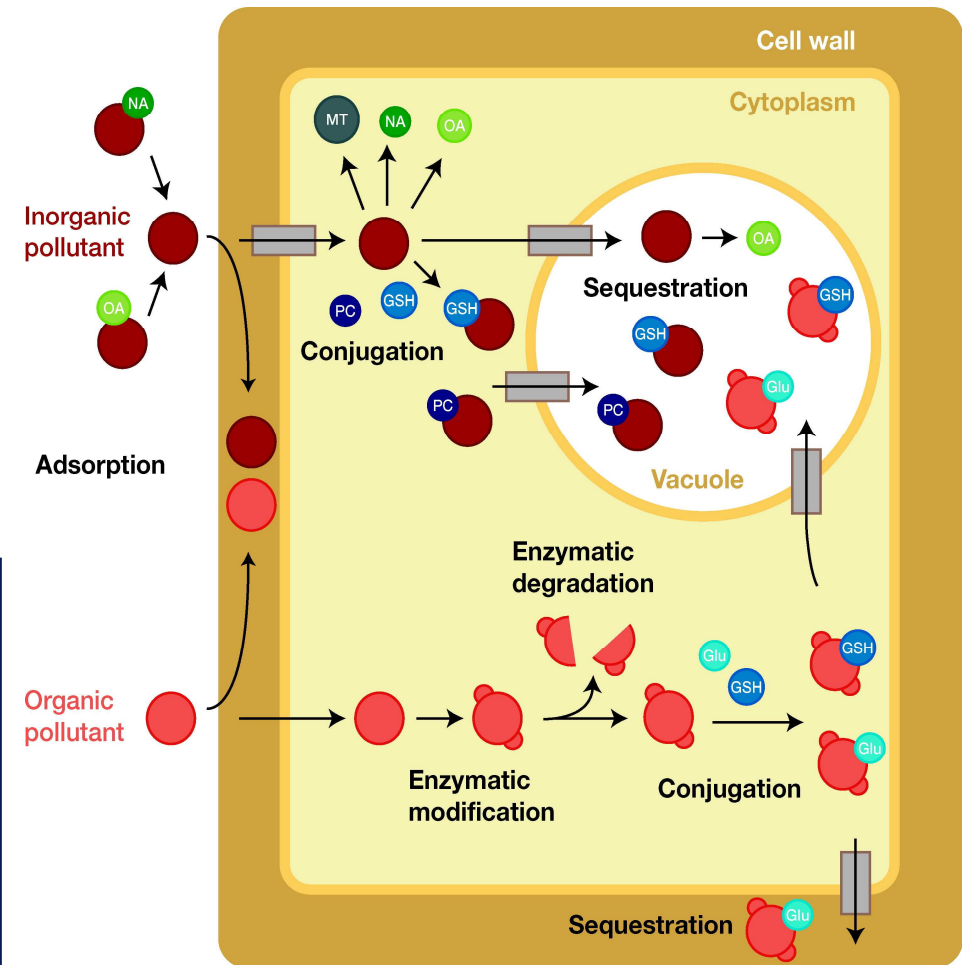 Cell wall
Cytoplasm
NA
MT
NA
OA
Inorganic
pollutant
OA
Sequestration
OA
GSH
PC
GSH
GSH
Conjugation
GSH
Glu
PC
PC
Adsorption
Vacuole
Enzymatic
degradation
Glu
GSH
GSH
Organic
pollutant
Glu
Enzymatic
modification
Conjugation
Sequestration
Glu